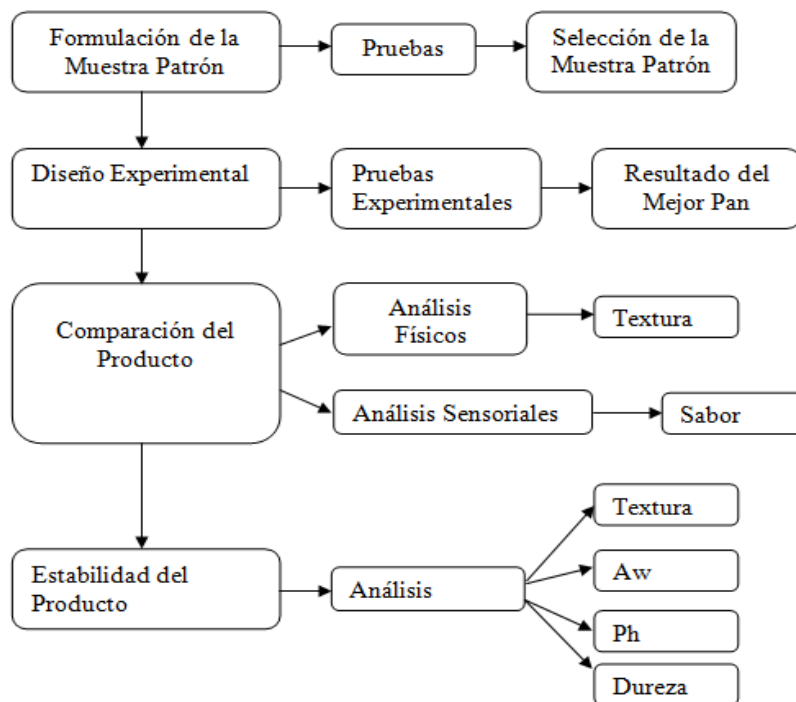 Formulación de la
Muestra Patrón
Pruebas
Selección de la
Muestra Patrón
Diseño Experimental
Pruebas
Experimentales
Resultado del
Mejor Pan
Comparación del
Producto
Análisis
Físicos
Textura
Análisis Sensoriales
Sabor
Estabilidad del
Producto
Análisis
Textura
Aw
Ph
Dureza